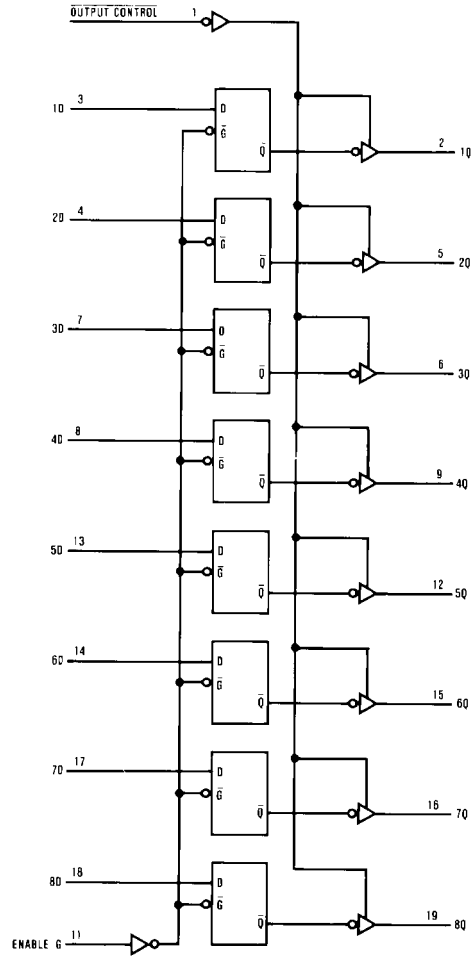 OUTPUT CONTROL 1
1D 3 D
G Q 2 1Q
2D 4 D
G Q 5 2Q
3D 7 D
G Q 6 3Q
4D 8 D
G Q 9 4Q
5D 13 D
G Q 12 5Q
6D 14 D
G Q 15 6Q
7D 17 D
G Q 16 7Q
8D 18 D
G Q 19 8Q
ENABLE G 11